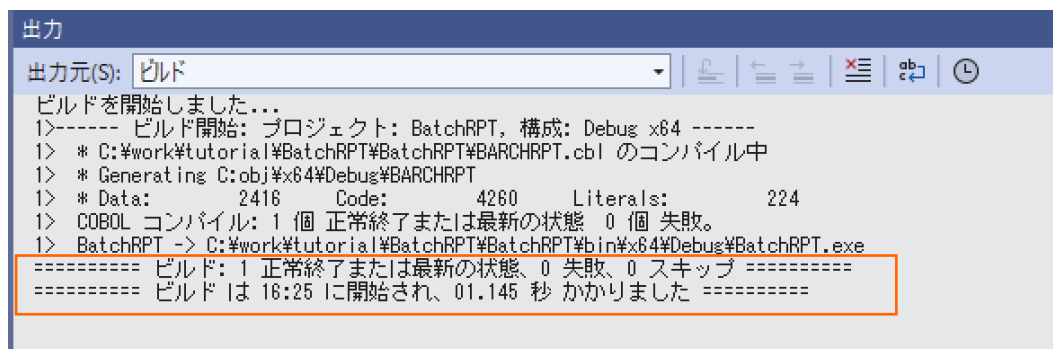 出力
出力元(S): ビルド
ビルドを開始しました...
1>------ ビルド開始: プロジェクト: BatchRPT, 構成: Debug x64 ------
1>  * C:¥work¥tutorial¥BatchRPT¥BatchRPT¥BARCHRPT.cbl のコンパイル中
1>  * Generating C:obj¥x64¥Debug¥BARCHRPT
1>  * Data:        2416     Code:        4260     Literals:         224
1>  COBOL コンパイル: 1 個 正常終了または最新の状態  0 個 失敗。
1>  BatchRPT -> C:¥work¥tutorial¥BatchRPT¥BatchRPT¥bin¥x64¥Debug¥BatchRPT.exe
========== ビルド: 1 正常終了または最新の状態、0 失敗、0 スキップ ==========
========== ビルド は 16:25 に開始され、01.145 秒 かかりました ==========